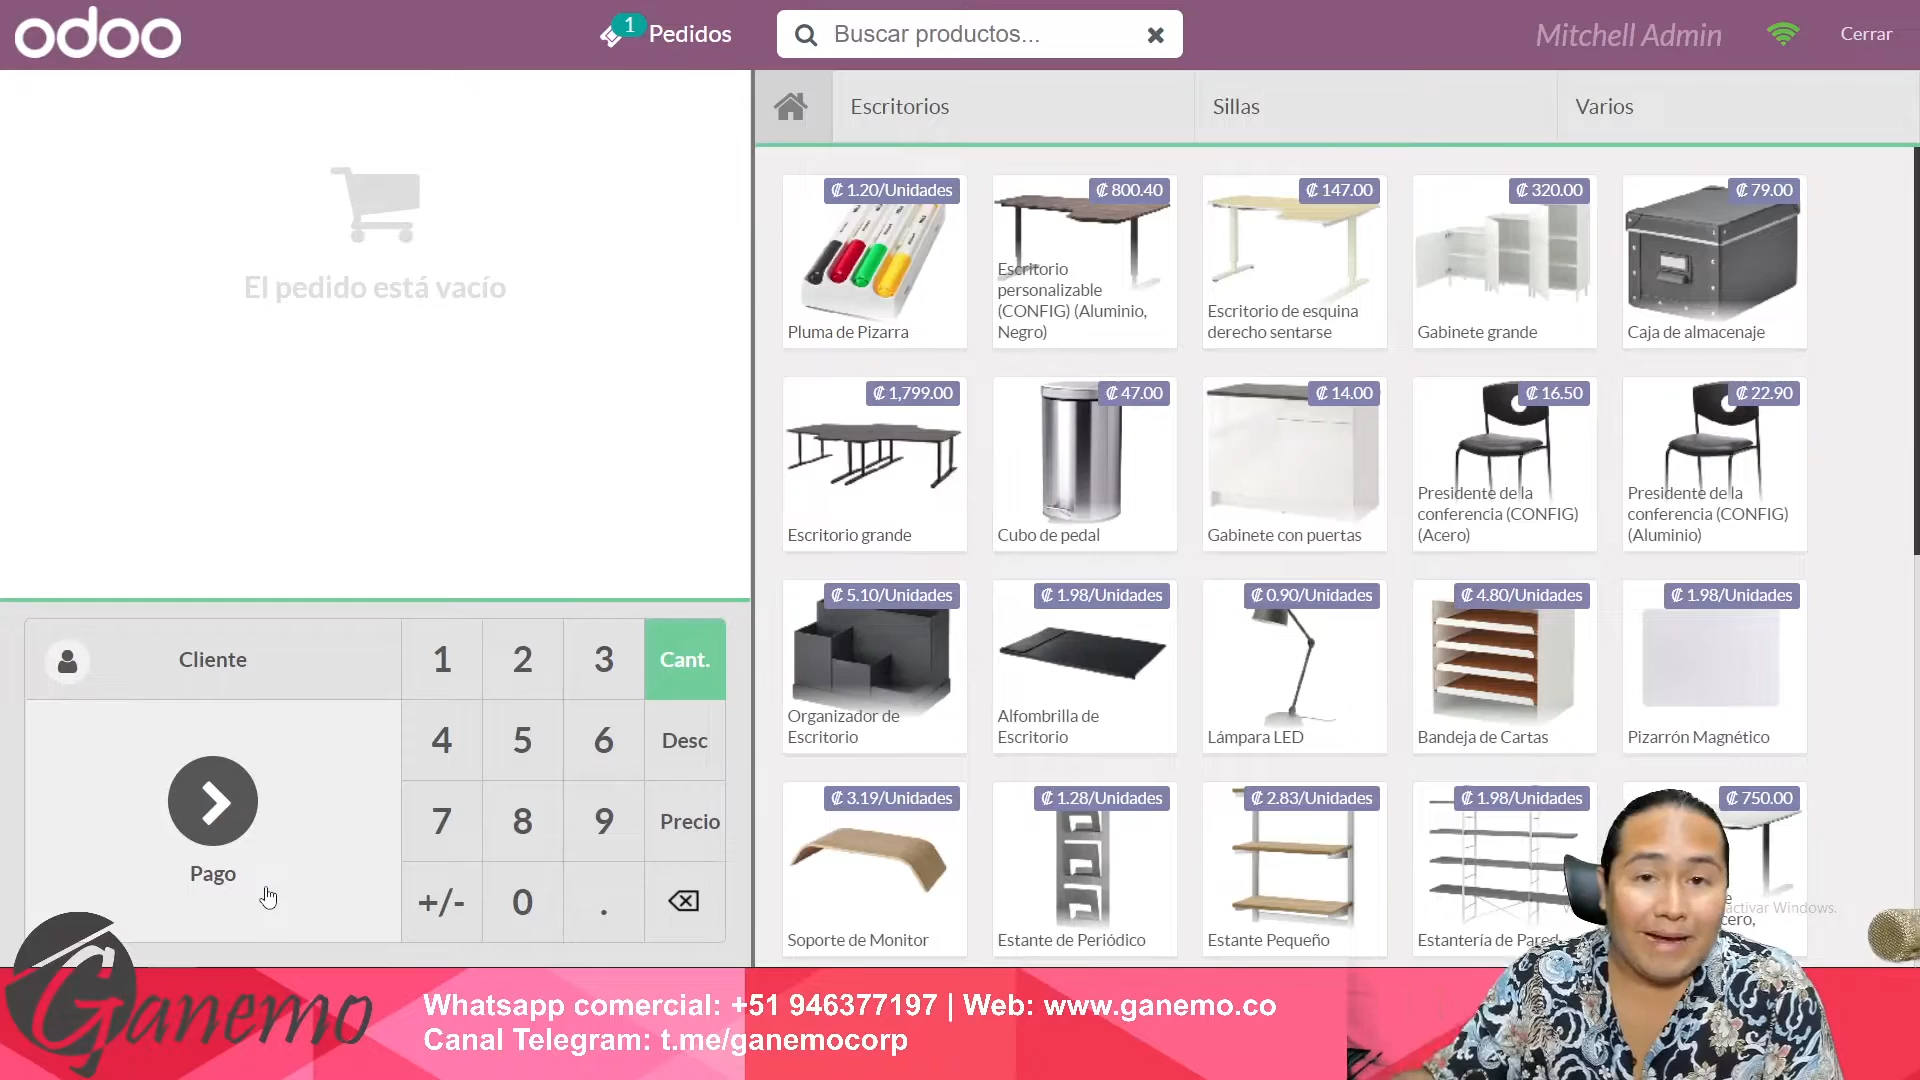 odoo
1
Pedidos
Buscar productos...
Mitchell Admin
Cerrar
El pedido está vacío
Escritorios
Sillas
Varios
₡ 1.20/Unidades
Pluma de Pizarra
₡ 800.40
Escritorio
personalizable
(CONFIG) (Aluminio,
Negro)
₡ 147.00
Escritorio de esquina
derecho sentarse
₡ 320.00
Gabinete grande
₡ 79.00
Caja de almacenaje
₡ 1,799.00
Escritorio grande
₡ 47.00
Cubo de pedal
₡ 14.00
Gabinete con puertas
₡ 16.50
Presidente de la
conferencia (CONFIG)
(Acero)
₡ 22.90
Presidente de la
conferencia (CONFIG)
(Aluminio)
₡ 5.10/Unidades
Organizador de
Escritorio
₡ 1.98/Unidades
Alfombrilla de
Escritorio
₡ 0.90/Unidades
Lámpara LED
₡ 4.80/Unidades
Bandeja de Cartas
₡ 1.98/Unidades
Pizarrón Magnético
₡ 3.19/Unidades
Soporte de Monitor
₡ 1.28/Unidades
Estante de Periódico
₡ 2.83/Unidades
Estante Pequeño
₡ 1.98/Unidades
Estantería de Pared
₡ 750.00
activar Windows.
Cliente
1
2
3
Cant.
4
5
6
Desc
7
8
9
Precio
+/-
0
.
Pago
Ganemo
Whatsapp comercial: +51 946377197 | Web: www.ganemo.co
Canal Telegram: t.me/ganemocorp